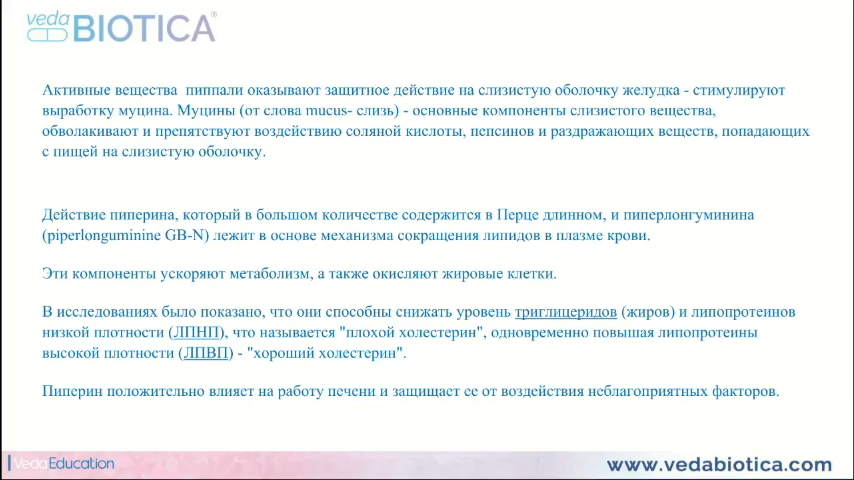 veda
BIOTICA®
Активные вещества пиппали оказывают защитное действие на слизистую оболочку желудка - стимулируют
выработку муцина. Муцины (от слова mucus- слизь) - основные компоненты слизистого вещества,
обволакивают и препятствуют воздействию соляной кислоты, пепсинов и раздражающих веществ, попадающих
с пищей на слизистую оболочку.
Действие пиперина, который в большом количестве содержится в Перце длинном, и пиперлонгуминина
(piperlonguminine GB-N) лежит в основе механизма сокращения липидов в плазме крови.
Эти компоненты ускоряют метаболизм, а также окисляют жировые клетки.
В исследованиях было показано, что они способны снижать уровень триглицеридов (жиров) и липопротеинов
низкой плотности (ЛПНП), что называется "плохой холестерин", одновременно повышая липопротеины
высокой плотности (ЛПВП) - "хороший холестерин".
Пиперин положительно влияет на работу печени и защищает ее от воздействия неблагоприятных факторов.
VedaEducation
www.vedabiotica.com